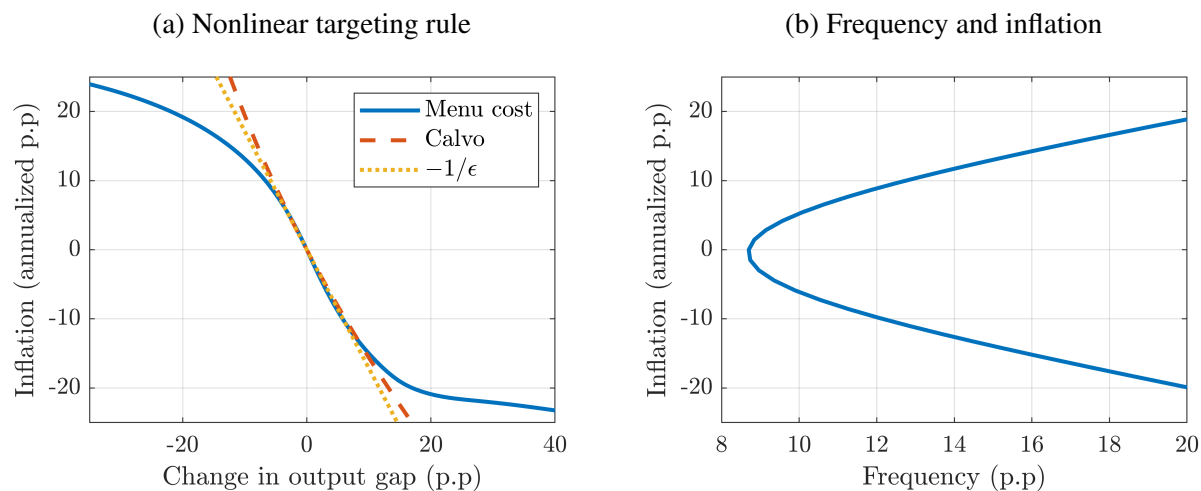 (a) Nonlinear targeting rule
Inflation (annualized p.p)
20
10
0
-10
-20
-20
0
20
40
Change in output gap (p.p)
Menu cost
Calvo
−1/ϵ
(b) Frequency and inflation
Inflation (annualized p.p)
20
10
0
-10
-20
8
10
12
14
16
18
20
Frequency (p.p)